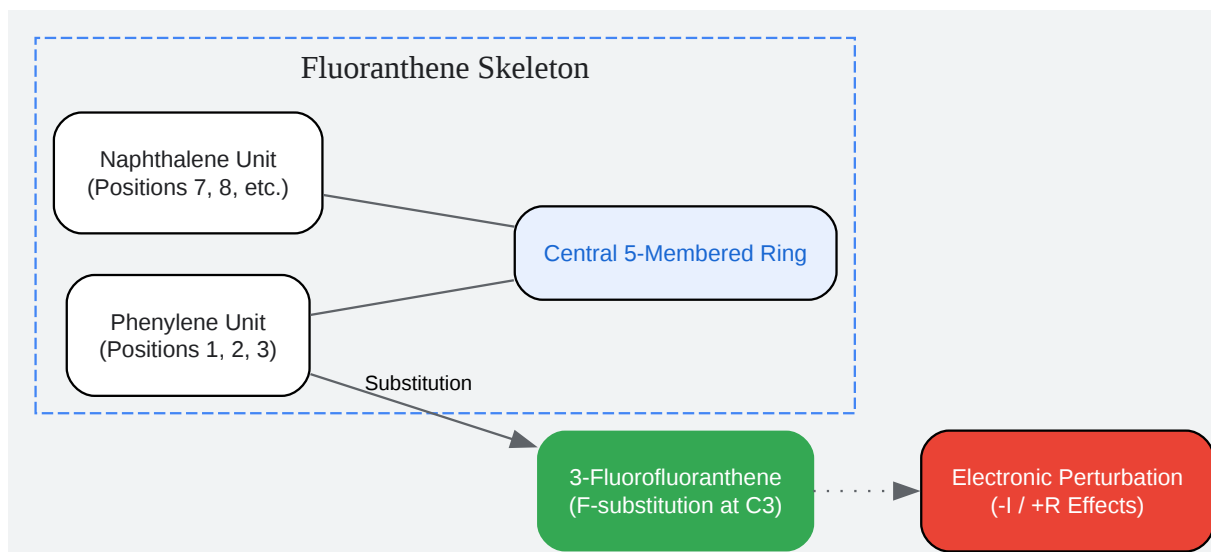 Fluoranthene Skeleton
Naphthalene Unit
(Positions 7, 8, etc.)
Central 5-Membered Ring
Phenylene Unit
(Positions 1, 2, 3)
Substitution
3-Fluorofluoranthene
(F-substitution at C3)
Electronic Perturbation
(-I / +R Effects)